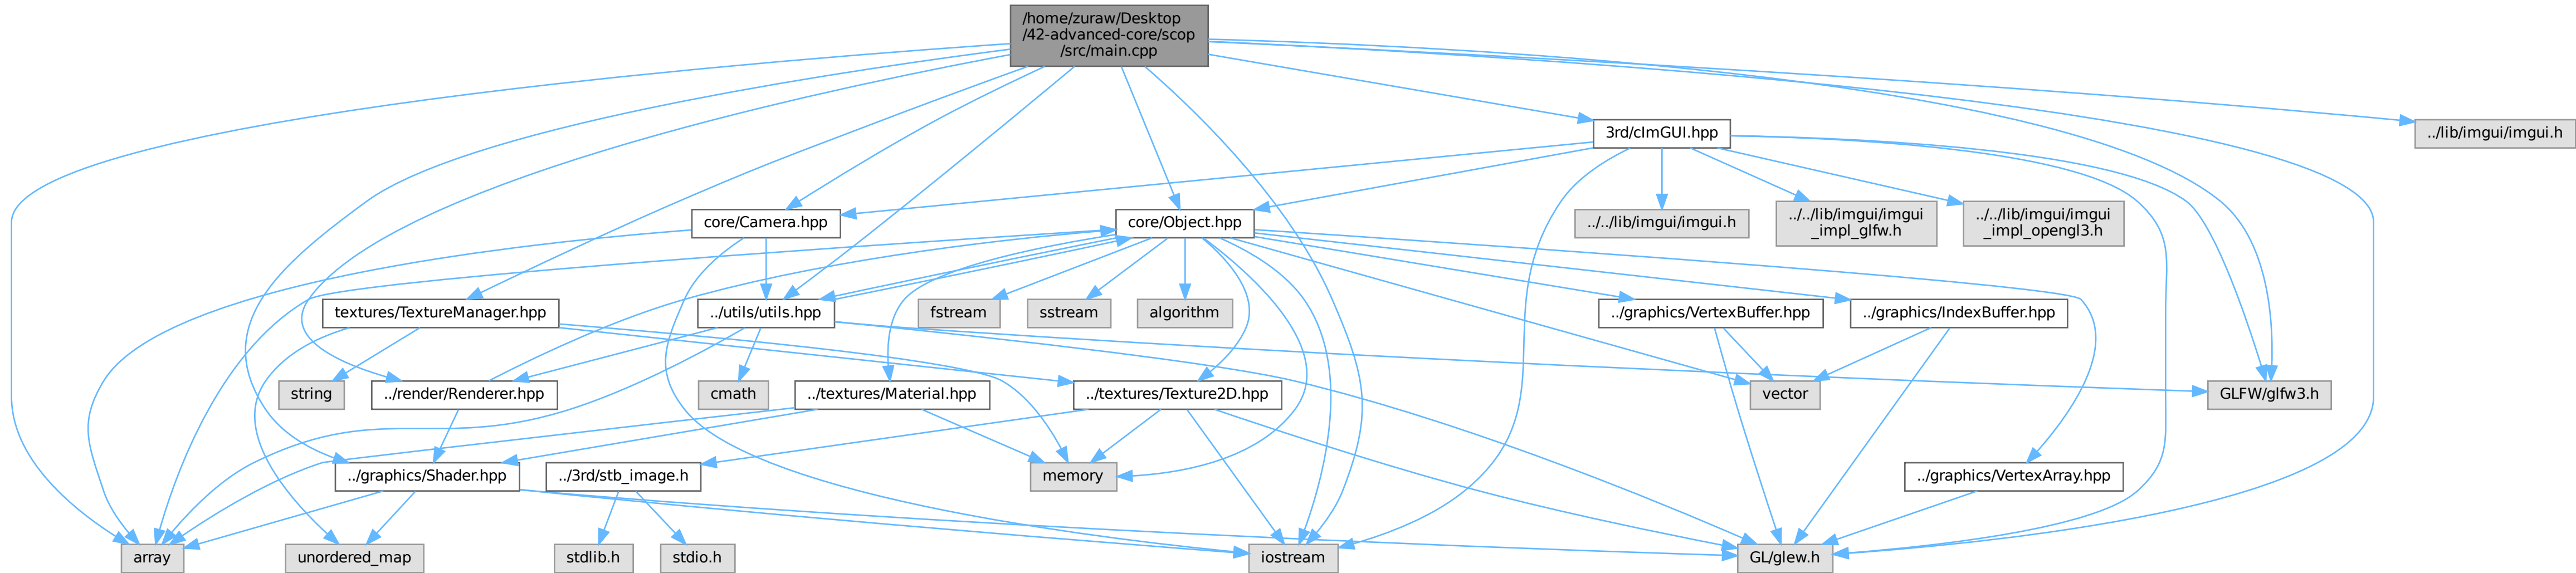 /home/zuraw/Desktop
/42-advanced-core/scop
/src/main.cpp
3rd/cImGUI.hpp
../lib/imgui/imgui.h
core/Camera.hpp
core/Object.hpp
../../lib/imgui/imgui.h
../../lib/imgui/imgui
_impl_glfw.h
../../lib/imgui/imgui
_impl_opengl3.h
textures/TextureManager.hpp
../utils/utils.hpp
fstream
sstream
algorithm
../graphics/VertexBuffer.hpp
../graphics/IndexBuffer.hpp
string
../render/Renderer.hpp
cmath
../textures/Material.hpp
../textures/Texture2D.hpp
vector
GLFW/glfw3.h
../graphics/Shader.hpp
../3rd/stb_image.h
memory
../graphics/VertexArray.hpp
array
unordered_map
stdlib.h
stdio.h
iostream
GL/glew.h